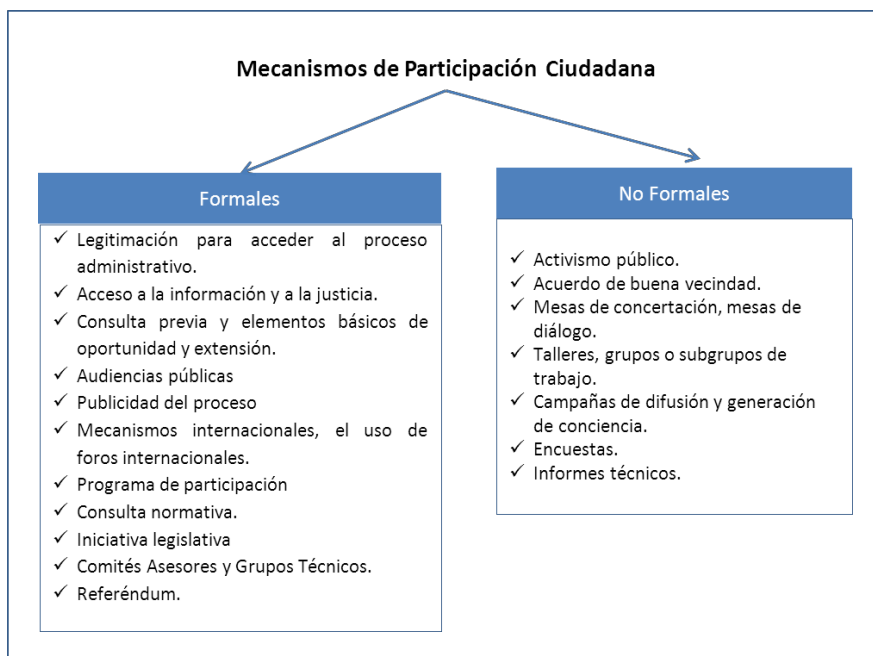 Mecanismos de Participación Ciudadana
Formales
✓ Legitimación para acceder al proceso
administrativo.
✓ Acceso a la información y a la justicia.
✓ Consulta previa y elementos básicos de
oportunidad y extensión.
✓ Audiencias públicas
✓ Publicidad del proceso
✓ Mecanismos internacionales, el uso de
foros internacionales.
✓ Programa de participación
✓ Consulta normativa.
✓ Iniciativa legislativa
✓ Comités Asesores y Grupos Técnicos.
✓ Referéndum.
No Formales
✓ Activismo público.
✓ Acuerdo de buena vecindad.
✓ Mesas de concertación, mesas de
diálogo.
✓ Talleres, grupos o subgrupos de
trabajo.
✓ Campañas de difusión y generación
de conciencia.
✓ Encuestas.
✓ Informes técnicos.